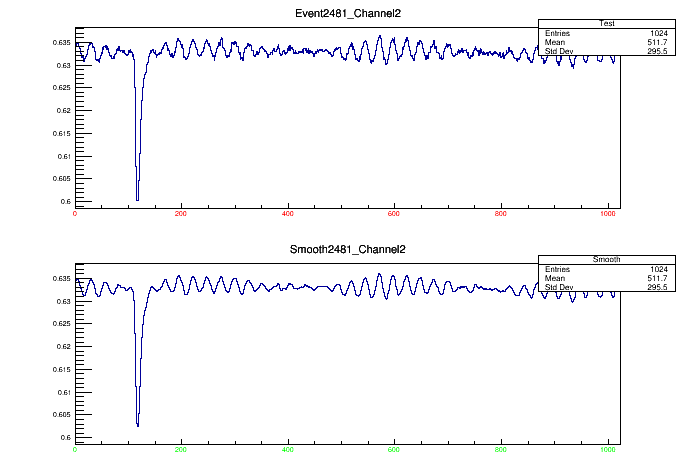 Event2481_Channel2
Test
Entries 1024
Mean 511.7
Std Dev 295.5
0.635
0.63
0.625
0.62
0.615
0.61
0.605
0.6
0 200 400 600 800 1000
Smooth2481_Channel2
Smooth
Entries 1024
Mean 511.7
Std Dev 295.5
0.635
0.63
0.625
0.62
0.615
0.61
0.605
0.6
0 200 400 600 800 1000